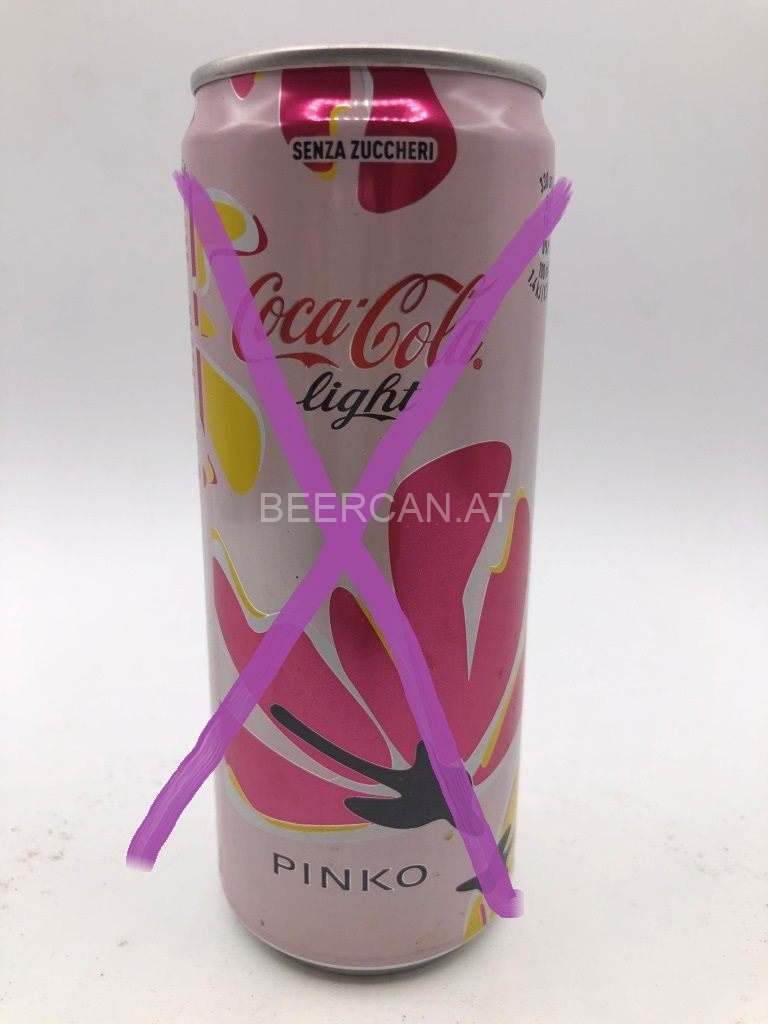 SENZA ZUCCHERI
Coca-Cola
light
BEERCAN.AT
PINKO